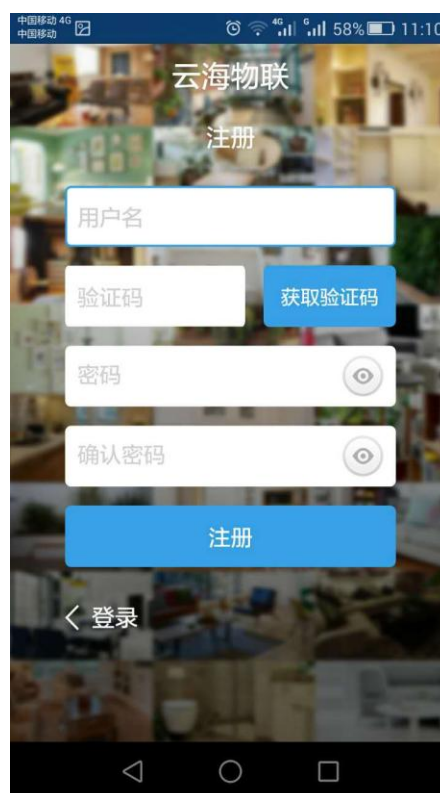 中国移动 4G
中国移动
4G G 58% 11:10
云海物联
注册
用户名
验证码 获取验证码
密码
确认密码
注册
登录